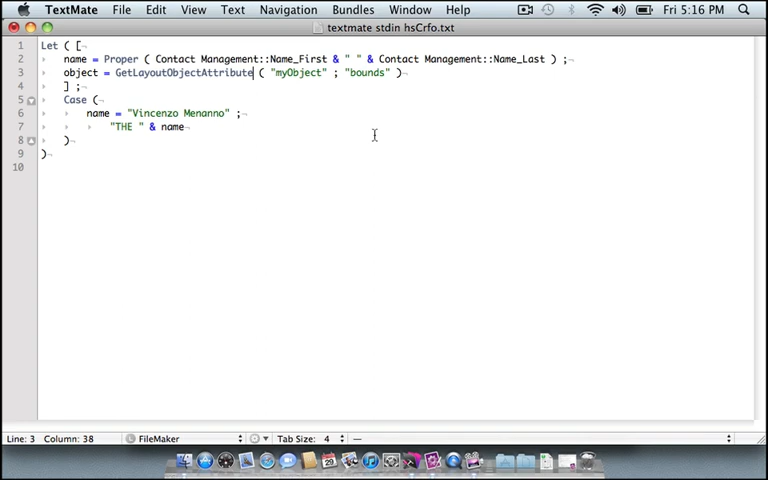 TextMate File Edit View Text Navigation Bundles Window Help Fri 5:16 PM
textmate stdin hsCrfo.txt
1 Let ( [
2 name = Proper ( Contact Management::Name_First & " " & Contact Management::Name_Last ) ;
3 object = GetLayoutObjectAttribute ( "myObject" ; "bounds" )
4 ] ;
5 Case (
6 name = "Vincenzo Menanno" ;
7 "THE " & name
8 )
9 )
10
Line: 3 Column: 38 FileMaker Tab Size: 4 —